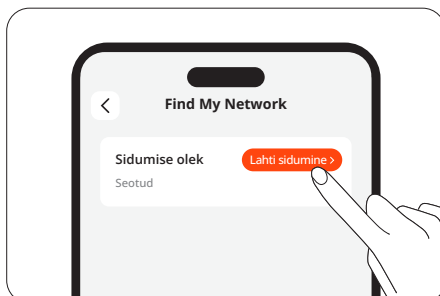 Find My Network
Sidumise olek
Lahti sidumine >
Seotud